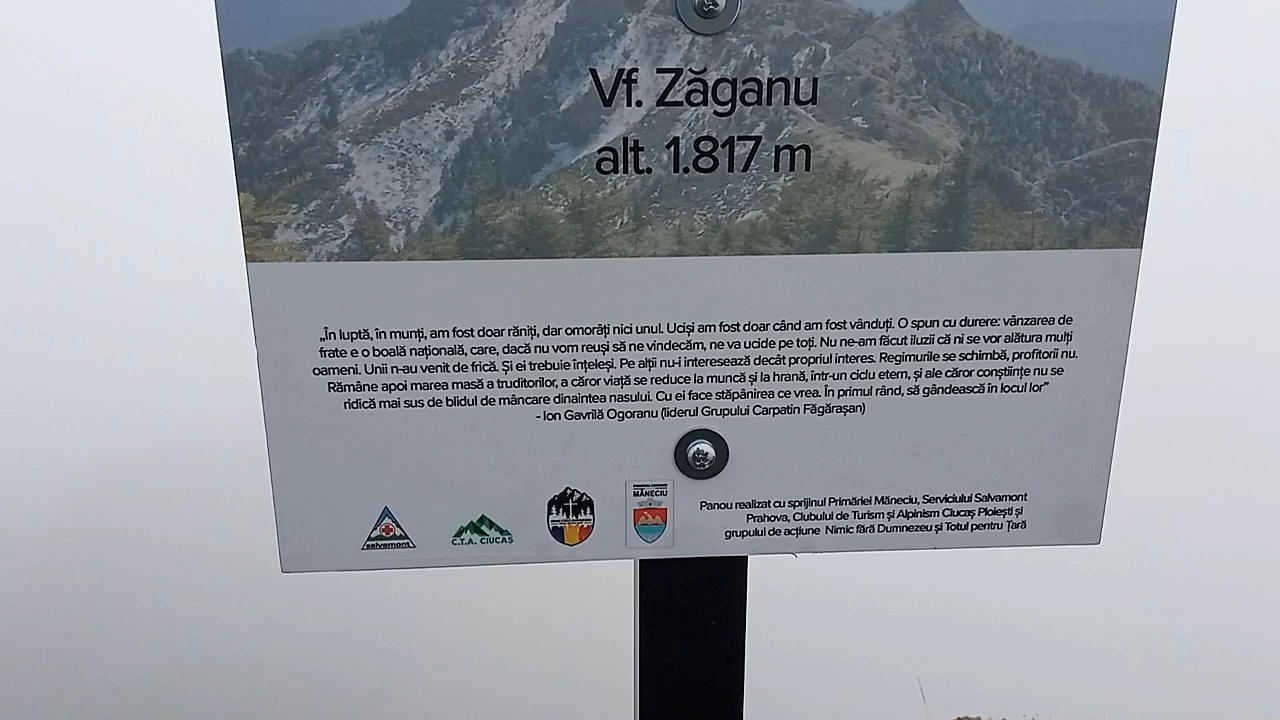 Vf. Zăganu
alt. 1.817 m
„În luptă, în munți, am fost doar răniți, dar omorâți nici unul. Uciși am fost doar când am fost vânduți. O spun cu durere: vânzarea de
frate e o boală națională, care, dacă nu vom reuși să ne vindecăm, ne va ucide pe toți. Nu ne-am făcut iluzii că ni se vor alătura mulți
oameni. Unii n-au venit de frică. Și ei trebuie înțeleși. Pe alții nu-i interesează decât propriul interes. Regimurile se schimbă, profitorii nu.
Rămâne apoi marea masă a truditorilor, a căror viață se reduce la muncă și la hrană, într-un ciclu etern, și ale căror conștiințe nu se
ridică mai sus de blidul de mâncare dinaintea nasului. Cu ei face stăpânirea ce vrea. În primul rând, să gândească în locul lor”
- Ion Gavrilă Ogoranu (liderul Grupului Carpatin Făgărașan)
Panou realizat cu sprijinul Primăriei Măneciu, Serviciului Salvamont
Prahova, Clubului de Turism și Alpinism Ciucaș Ploiești și
grupului de acțiune Nimic fără Dumnezeu și Totul pentru Țară
salvamont
C.T.A. CIUCAȘ
MĂNECIU